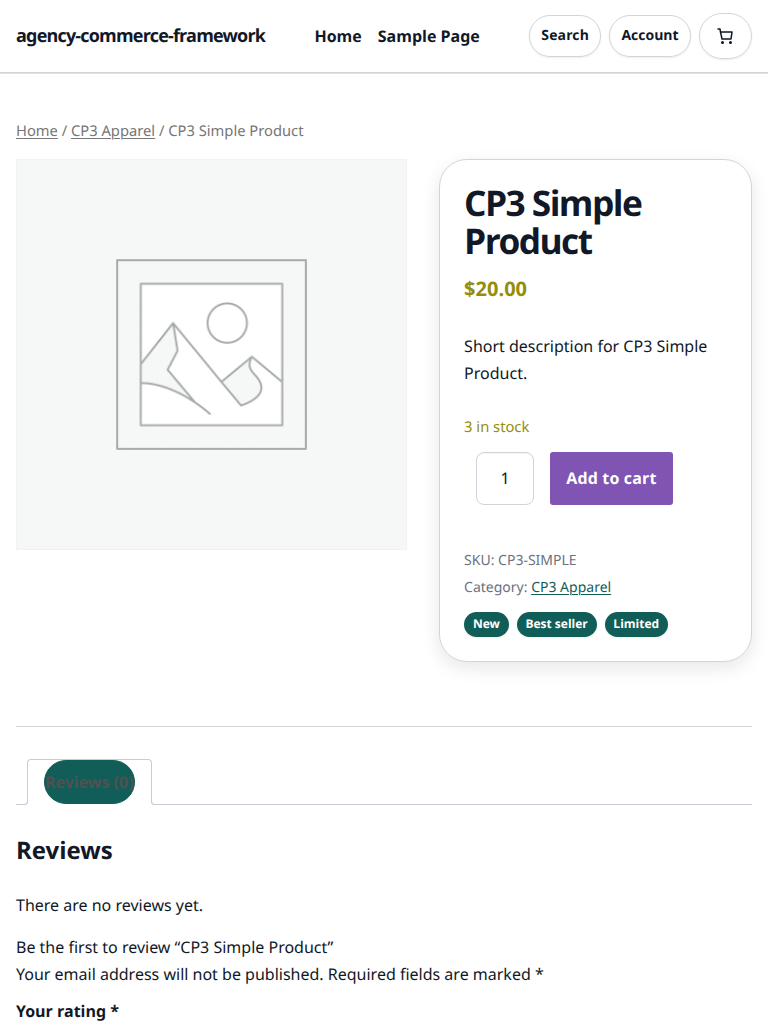 agency-commerce-framework Home Sample Page Search Account
Home / CP3 Apparel / CP3 Simple Product
CP3 Simple
Product
$20.00
Short description for CP3 Simple
Product.
3 in stock
1 Add to cart
SKU: CP3-SIMPLE
Category: CP3 Apparel
New Best seller Limited
Reviews (0)
Reviews
There are no reviews yet.
Be the first to review “CP3 Simple Product”
Your email address will not be published. Required fields are marked *
Your rating *